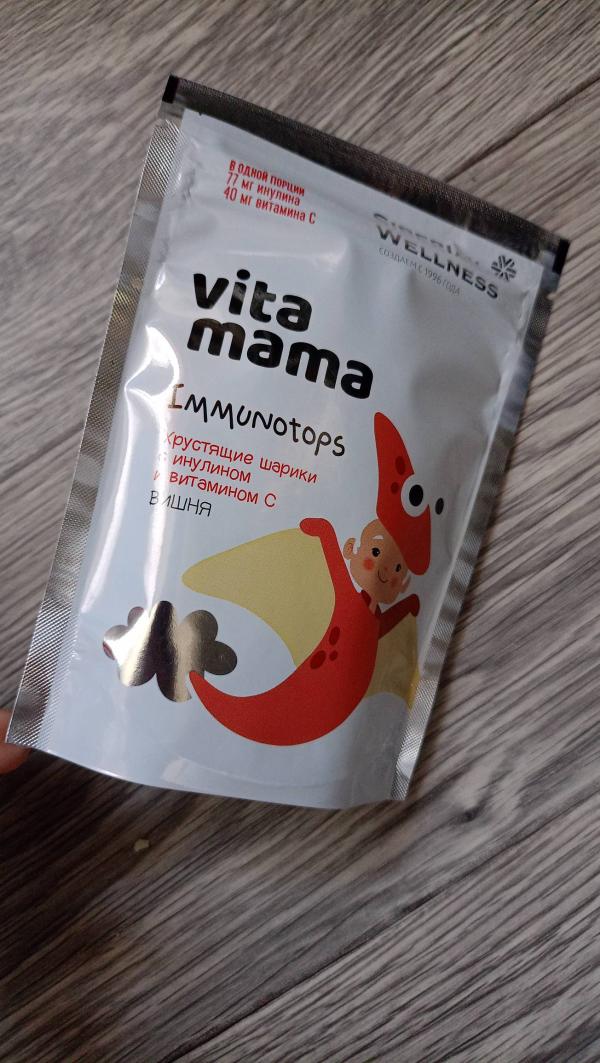 В ОДНОЙ ПОРЦИИ
77 МГ ИНУЛИНА
40 МГ ВИТАМИНА С
WELLNESS
СОЗДАЕМ С 1996 ГОДА
vita
mama
Immunotops
Хрустящие шарики
с инулином
и витамином С
ВИШНЯ